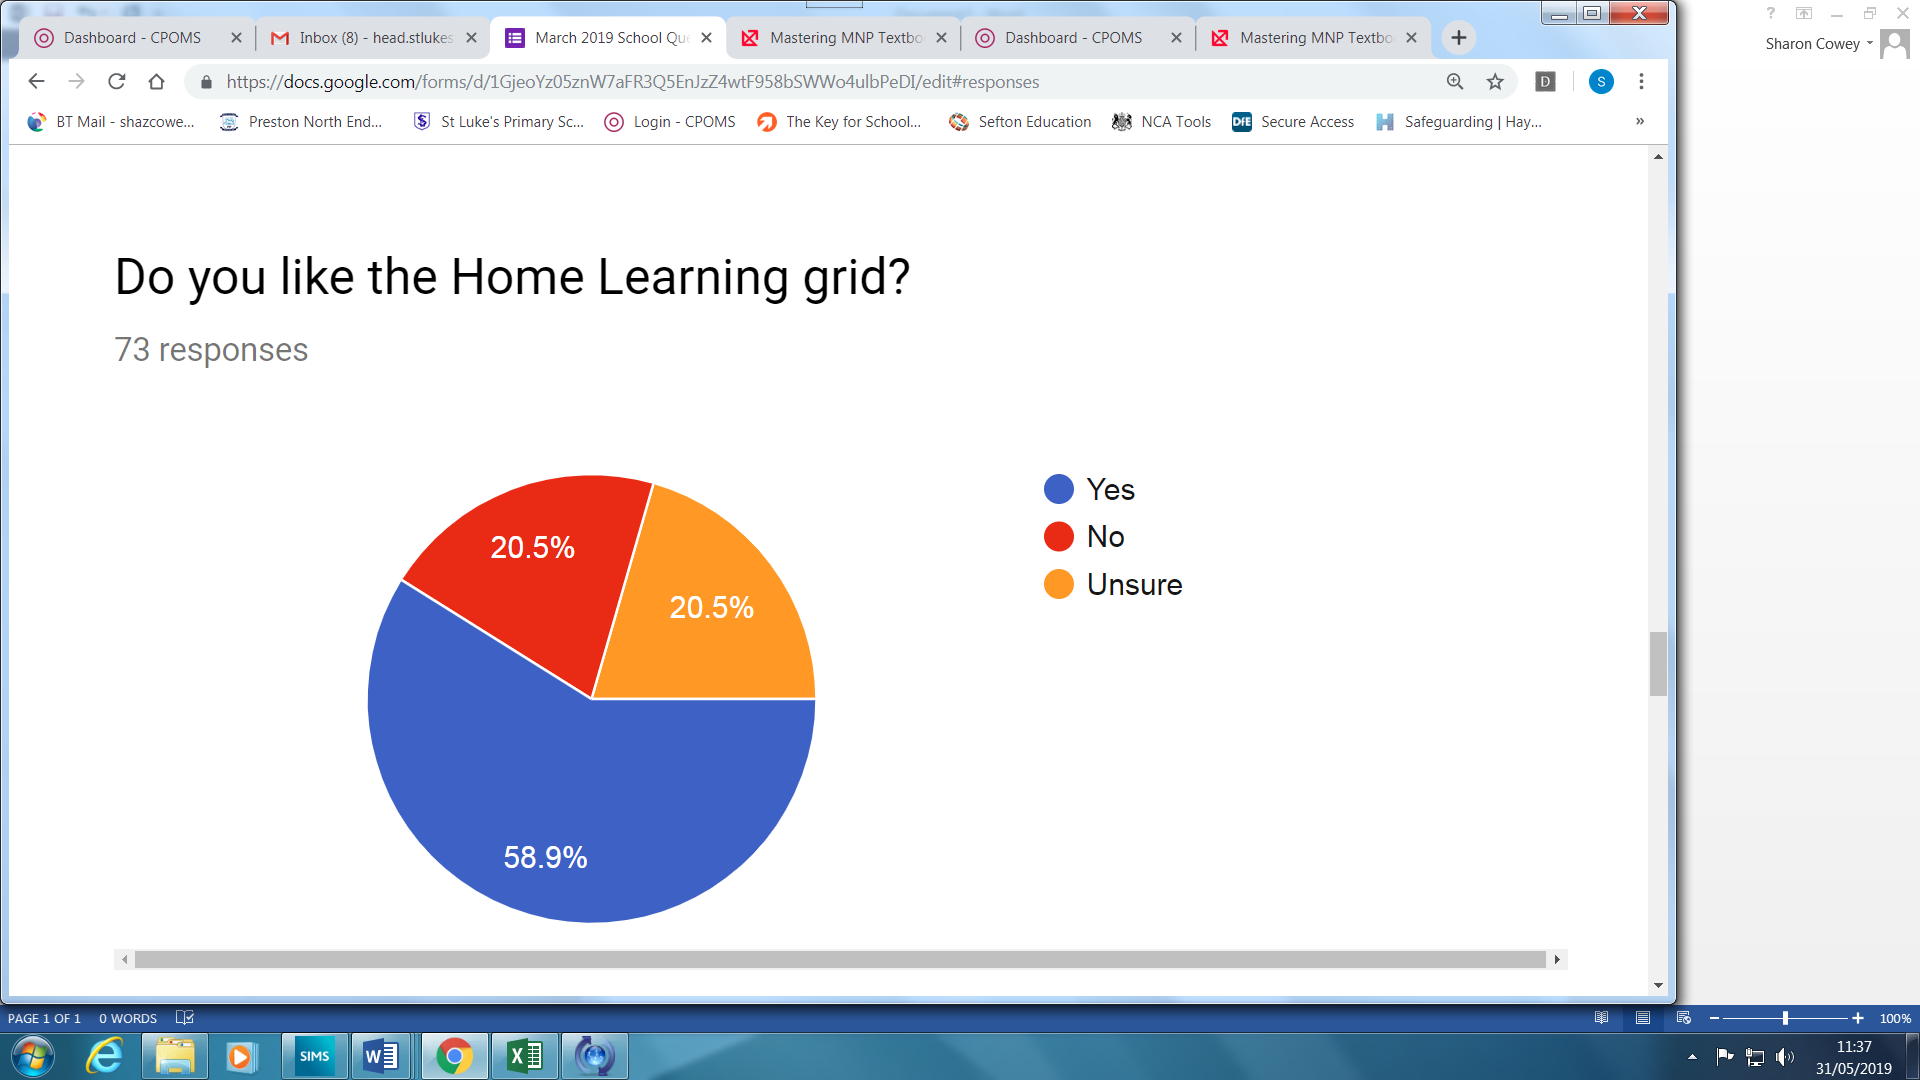 Dashboard - CPOMS
Inbox (8) - head.stlukes
March 2019 School Que
Mastering MNP Textbo
Dashboard - CPOMS
Mastering MNP Textbo
Sharon Cowey
https://docs.google.com/forms/d/1GjeoYz05znW7aFR3Q5EnJzZ4wtF958bSWWo4ulbPeDI/edit#responses
D
S
BT Mail - shazcowe...
Preston North End...
St Luke's Primary Sc...
Login - CPOMS
The Key for School...
Sefton Education
NCA Tools
DfE
Secure Access
Safeguarding | Hay...
Do you like the Home Learning grid?
73 responses
Yes
No
Unsure
20.5%
20.5%
58.9%
PAGE 1 OF 1 0 WORDS
100%
SIMS
11:37
31/05/2019